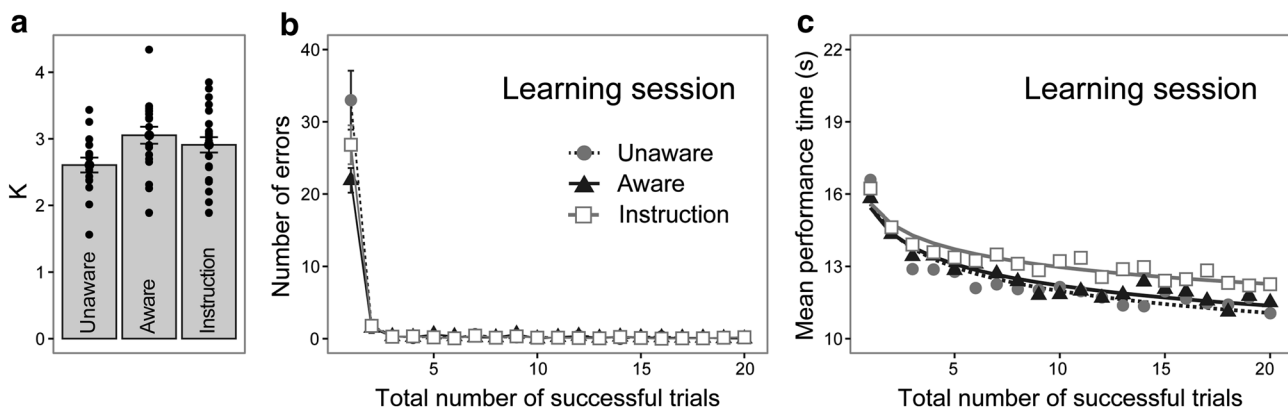 a
4
3
2
1
0
K
Unaware
Aware
Instruction
b
40
30
20
10
0
Number of errors
Learning session
Unaware
Aware
Instruction
5
10
15
20
Total number of successful trials
c
22
19
16
13
10
Mean performance time (s)
Learning session
5
10
15
20
Total number of successful trials